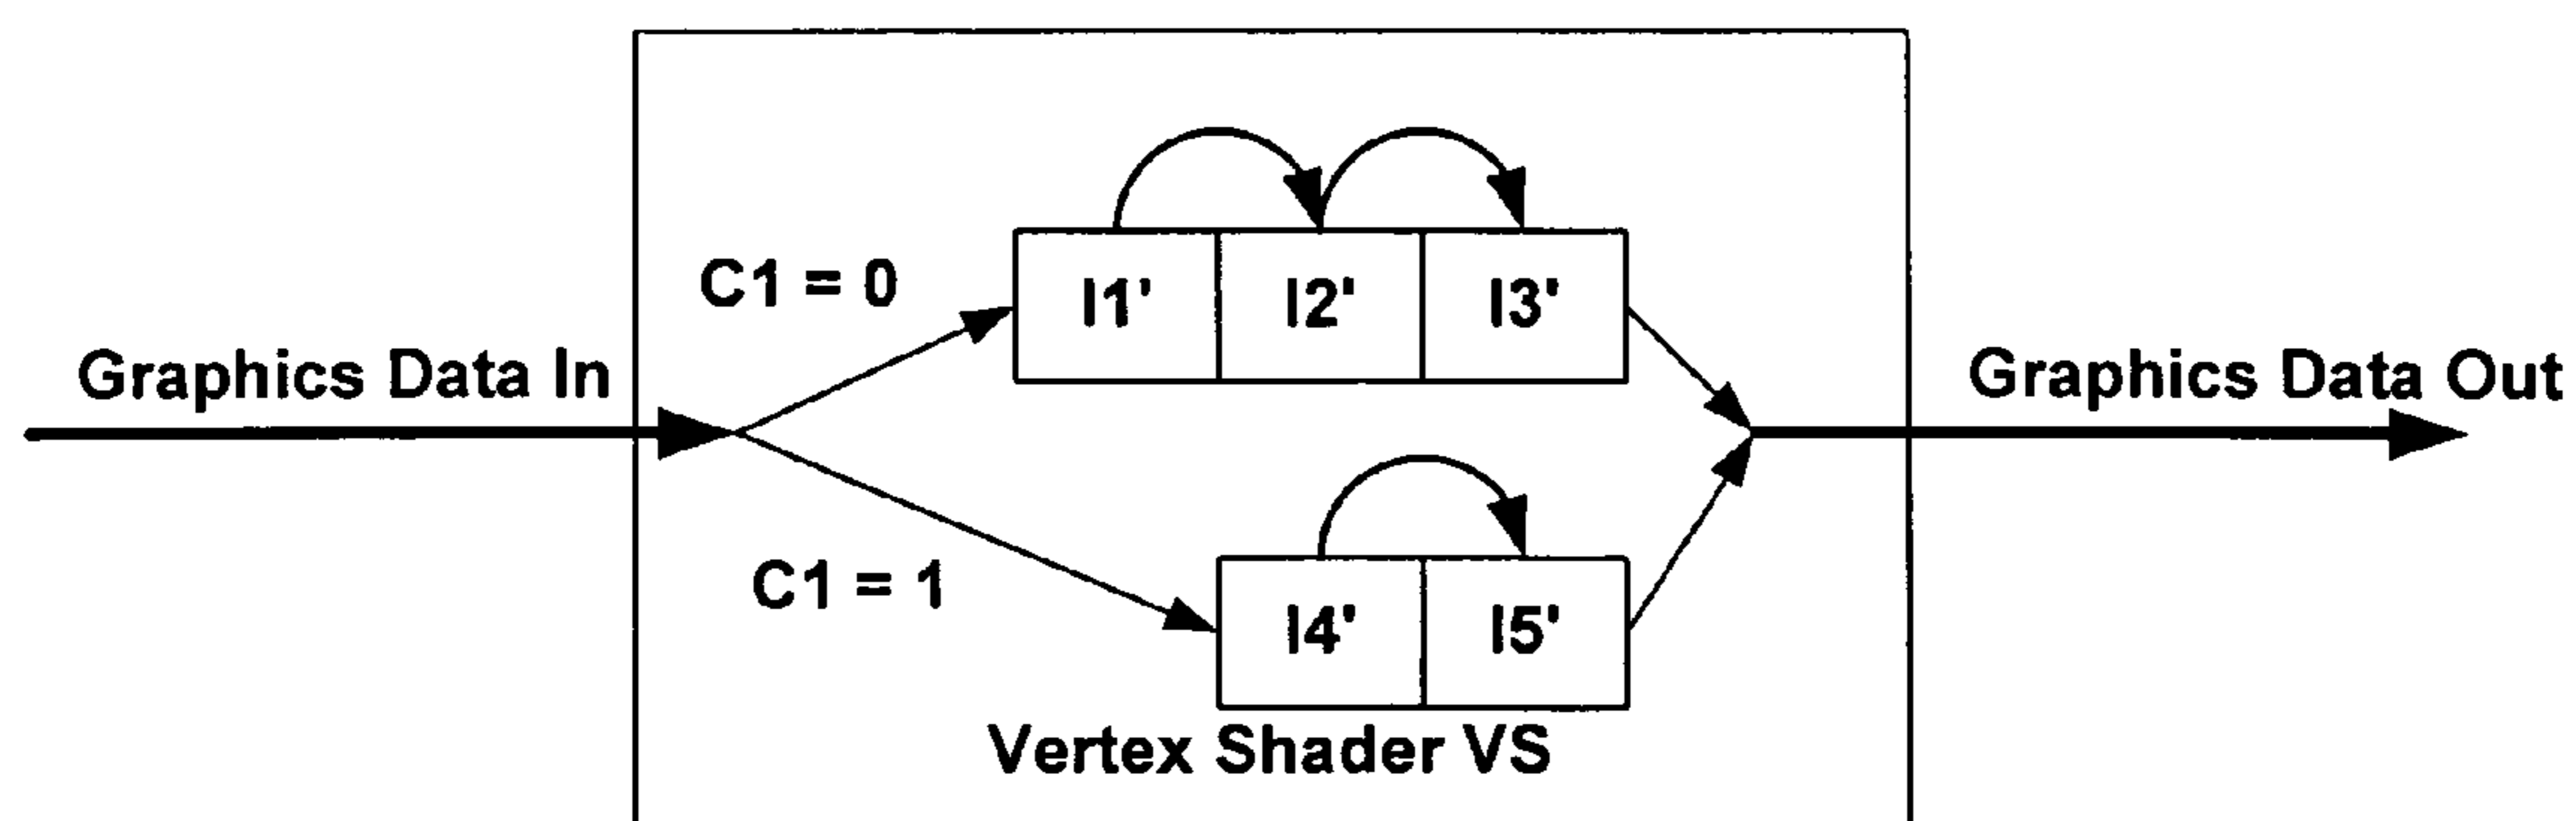 C1 = 0
I1' I2' I3'
Graphics Data In
Graphics Data Out
C1 = 1
I4' I5'
Vertex Shader VS